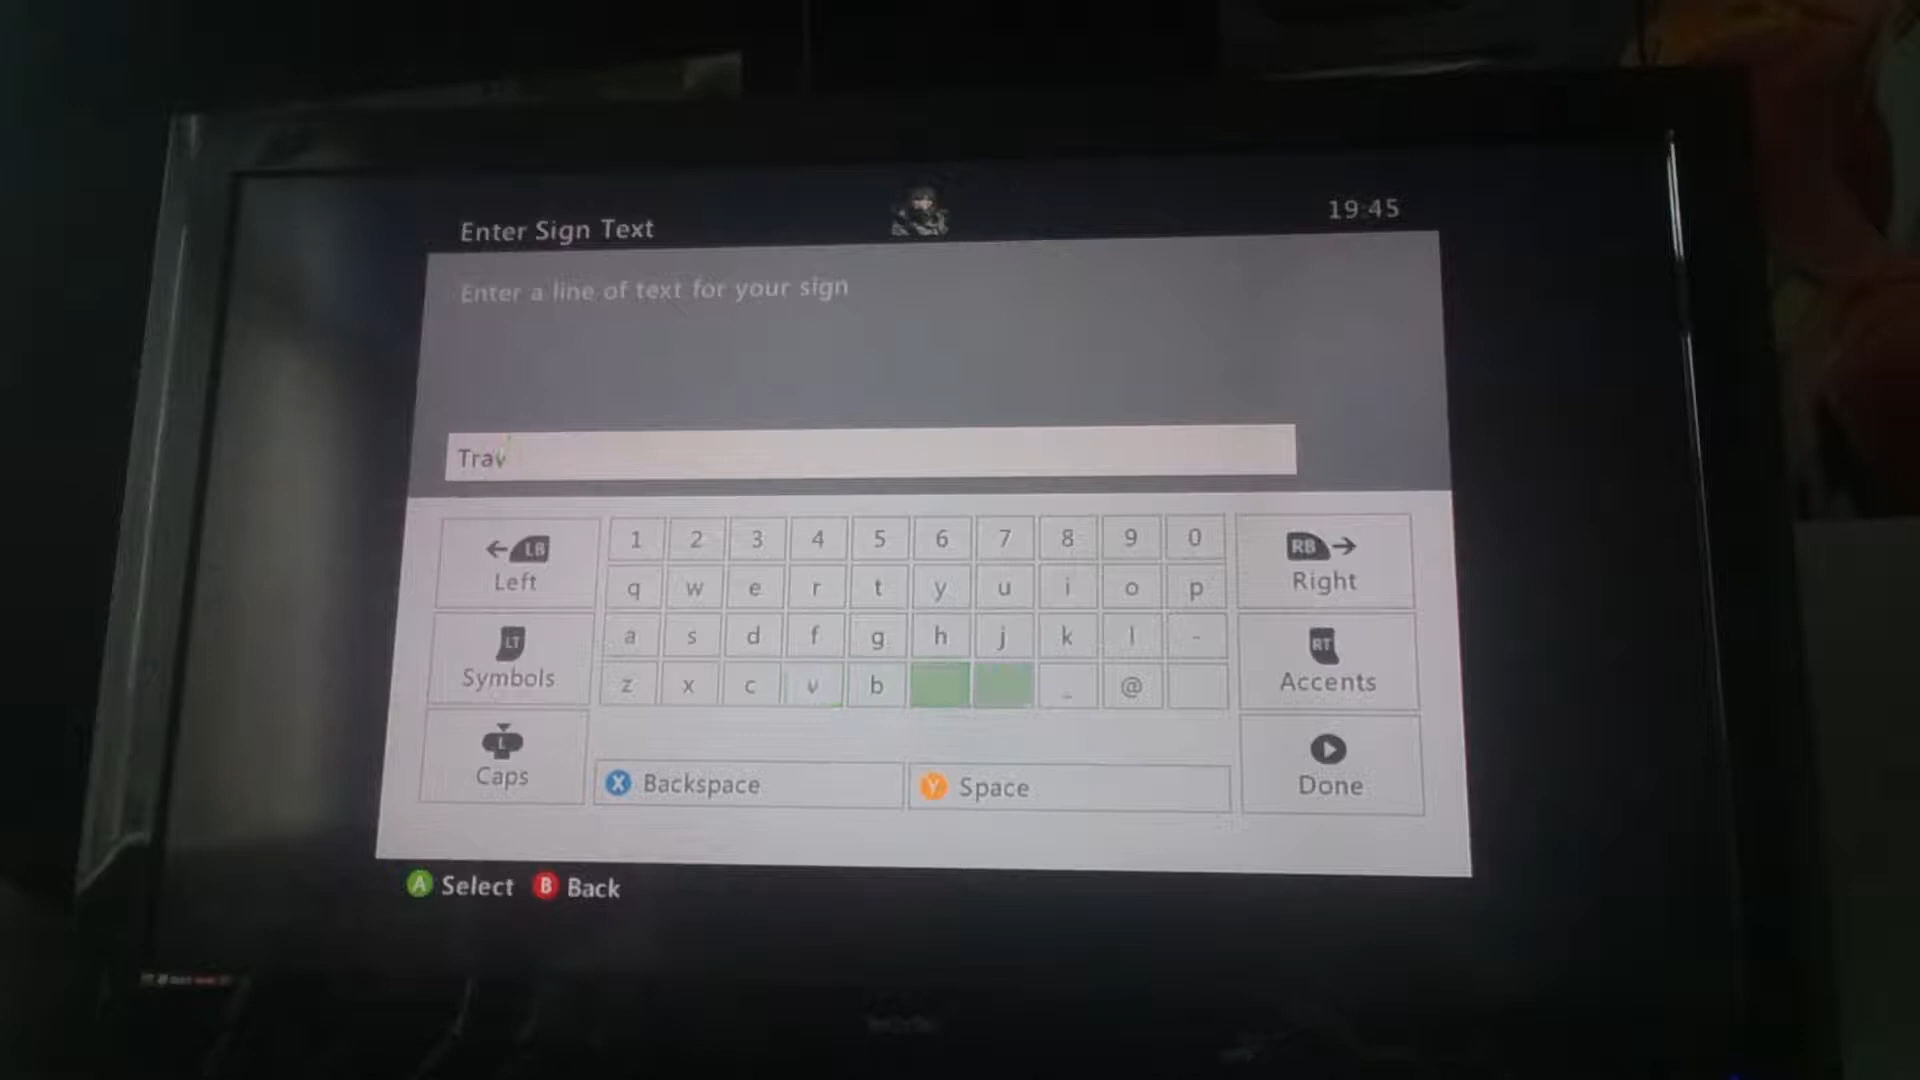 Enter Sign Text
19:45
Enter a line of text for your sign
Trav
LB
Left
1 2 3 4 5 6 7 8 9 0
RB
Right
q w e r t y u i o p
LT
Symbols
a s d f g h j k l -
RT
Accents
z x c v b _ @
L
Caps
X Backspace
Y Space
Done
A Select B Back